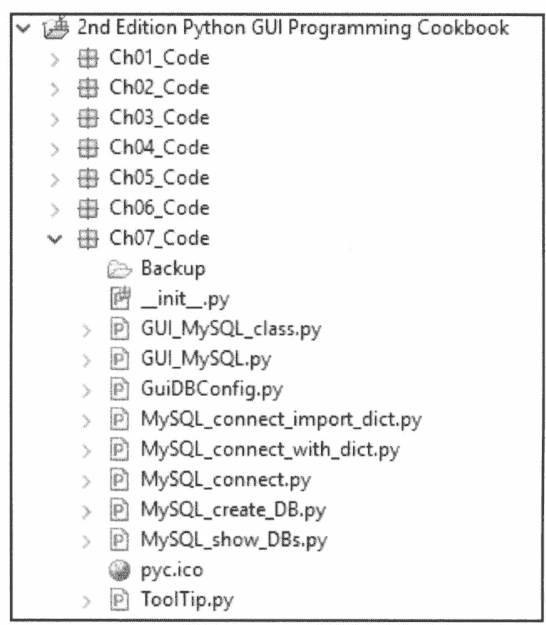 2nd Edition Python GUI Programming Cookbook
Ch01_Code
Ch02_Code
Ch03_Code
Ch04_Code
Ch05_Code
Ch06_Code
Ch07_Code
Backup
__init__.py
GUI_MySQL_class.py
GUI_MySQL.py
GuiDBConfig.py
MySQL_connect_import_dict.py
MySQL_connect_with_dict.py
MySQL_connect.py
MySQL_create_DB.py
MySQL_show_DBs.py
pyc.ico
ToolTip.py